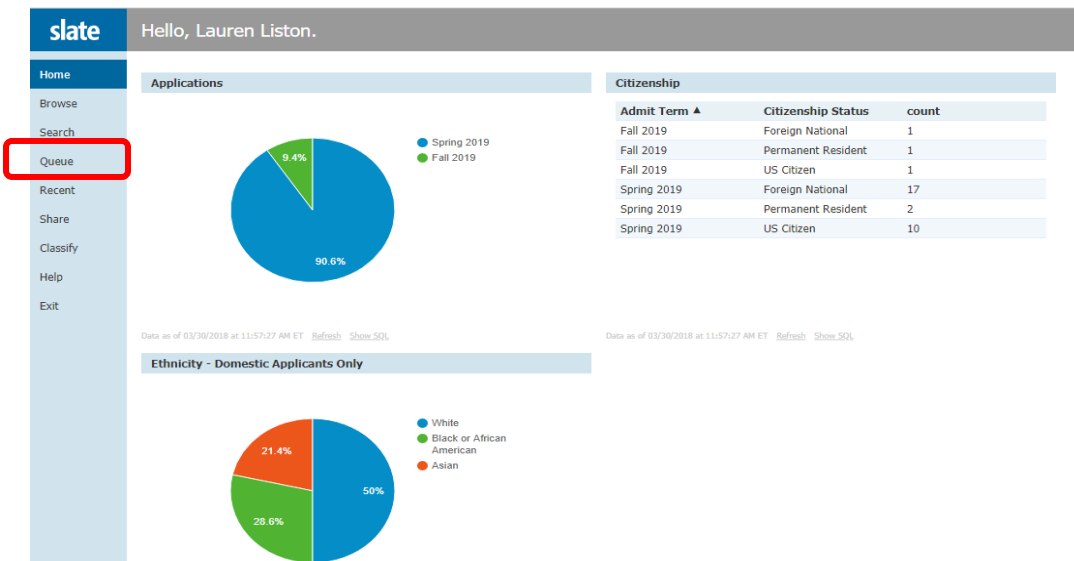 slate
Hello, Lauren Liston.
Home
Browse
Search
Queue
Recent
Share
Classify
Help
Exit
Applications
9.4%
90.6%
Spring 2019
Fall 2019
Data as of 03/30/2018 at 11:57:27 AM ET Refresh Show SQL
Citizenship
Admit Term ▲ Citizenship Status count
Fall 2019 Foreign National 1
Fall 2019 Permanent Resident 1
Fall 2019 US Citizen 1
Spring 2019 Foreign National 17
Spring 2019 Permanent Resident 2
Spring 2019 US Citizen 10
Data as of 03/30/2018 at 11:57:27 AM ET Refresh Show SQL
Ethnicity - Domestic Applicants Only
21.4%
50%
28.6%
White
Black or African
American
Asian